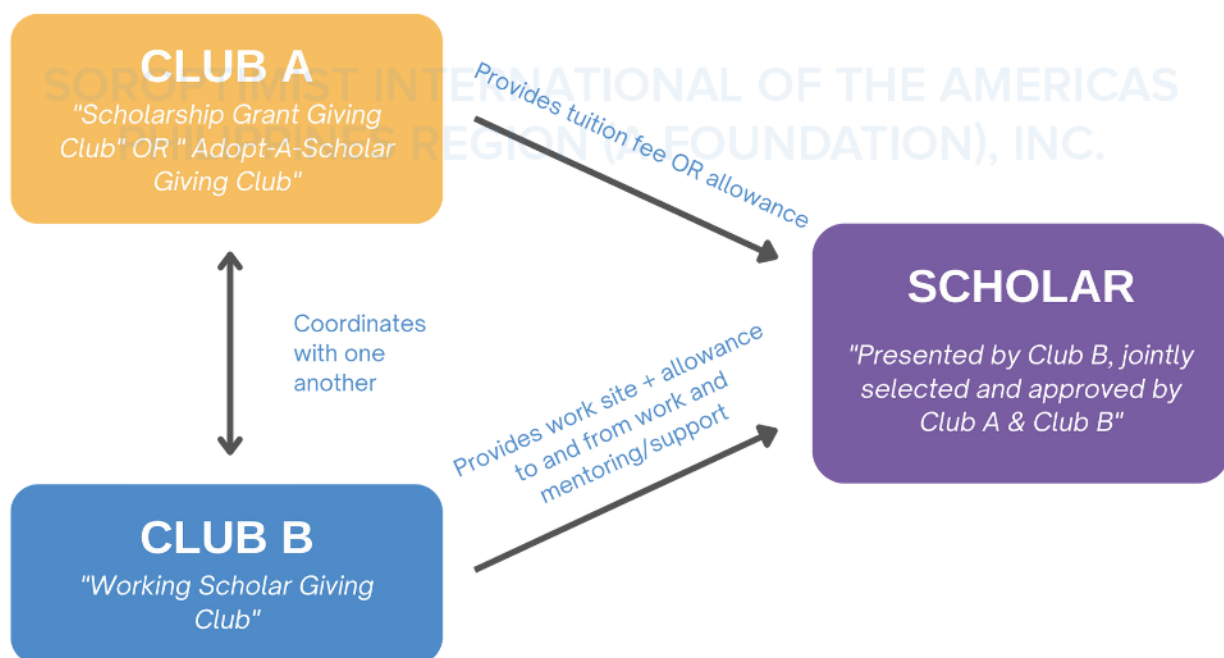 SOROPTIMIST INTERNATIONAL OF THE AMERICAS
PHILIPPINES REGION (A FOUNDATION), INC.
CLUB A
"Scholarship Grant Giving
Club" OR " Adopt-A-Scholar
Giving Club"
Provides tuition fee OR allowance
Coordinates
with one
another
SCHOLAR
"Presented by Club B, jointly
selected and approved by
Club A & Club B"
Provides work site + allowance
to and from work and
mentoring/support
CLUB B
"Working Scholar Giving
Club"